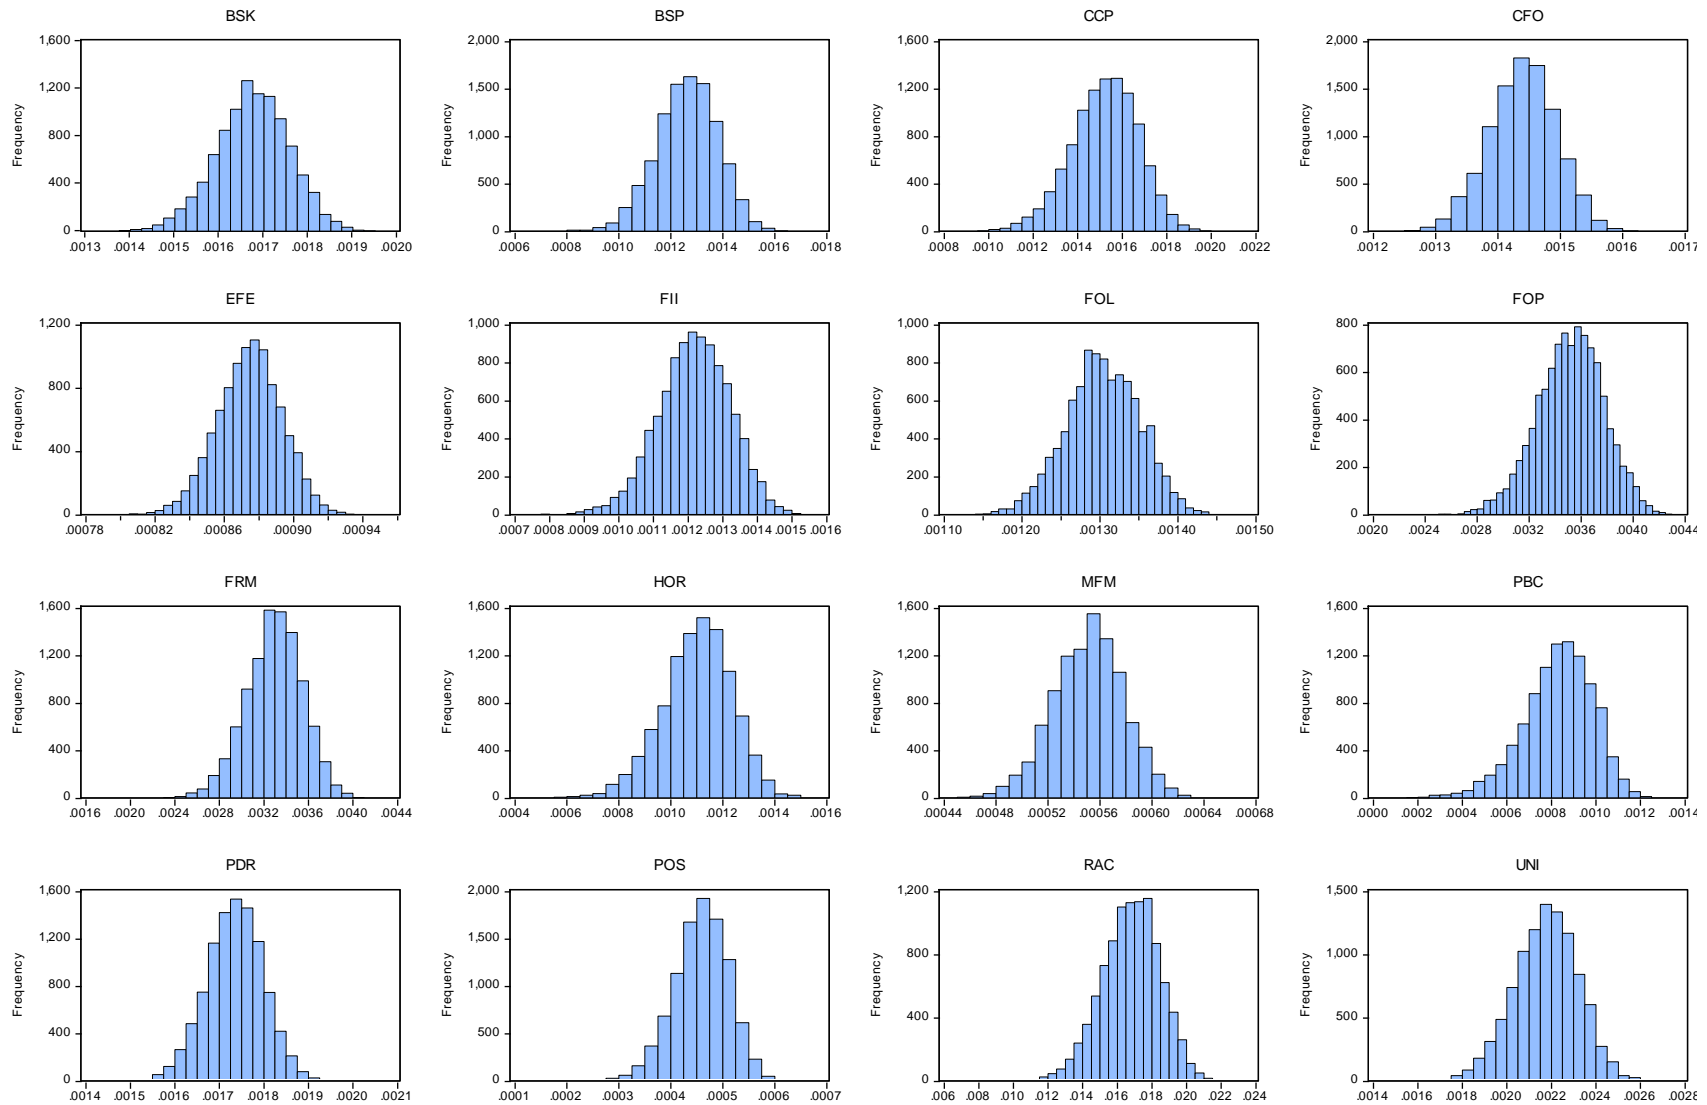 BSK
Frequency
1,600
1,200
800
400
0
.0013 .0014 .0015 .0016 .0017 .0018 .0019 .0020
BSP
Frequency
2,000
1,500
1,000
500
0
.0006 .0008 .0010 .0012 .0014 .0016 .0018
CCP
Frequency
1,600
1,200
800
400
0
.0008 .0010 .0012 .0014 .0016 .0018 .0020 .0022
CFO
Frequency
2,000
1,500
1,000
500
0
.0012 .0013 .0014 .0015 .0016 .0017
EFE
Frequency
1,200
800
400
0
.00078 .00082 .00086 .00090 .00094
FII
Frequency
1,000
800
600
400
200
0
.0007 .0008 .0009 .0010 .0011 .0012 .0013 .0014 .0015 .0016
FOL
Frequency
1,000
800
600
400
200
0
.00110 .00120 .00130 .00140 .00150
FOP
Frequency
800
600
400
200
0
.0020 .0024 .0028 .0032 .0036 .0040 .0044
FRM
Frequency
1,600
1,200
800
400
0
.0016 .0020 .0024 .0028 .0032 .0036 .0040 .0044
HOR
Frequency
1,600
1,200
800
400
0
.0004 .0006 .0008 .0010 .0012 .0014 .0016
MFM
Frequency
1,600
1,200
800
400
0
.00044 .00048 .00052 .00056 .00060 .00064 .00068
PBC
Frequency
1,600
1,200
800
400
0
.0000 .0002 .0004 .0006 .0008 .0010 .0012 .0014
PDR
Frequency
1,600
1,200
800
400
0
.0014 .0015 .0016 .0017 .0018 .0019 .0020 .0021
POS
Frequency
2,000
1,500
1,000
500
0
.0001 .0002 .0003 .0004 .0005 .0006 .0007
RAC
Frequency
1,200
800
400
0
.006 .008 .010 .012 .014 .016 .018 .020 .022 .024
UNI
Frequency
1,500
1,000
500
0
.0014 .0016 .0018 .0020 .0022 .0024 .0026 .0028